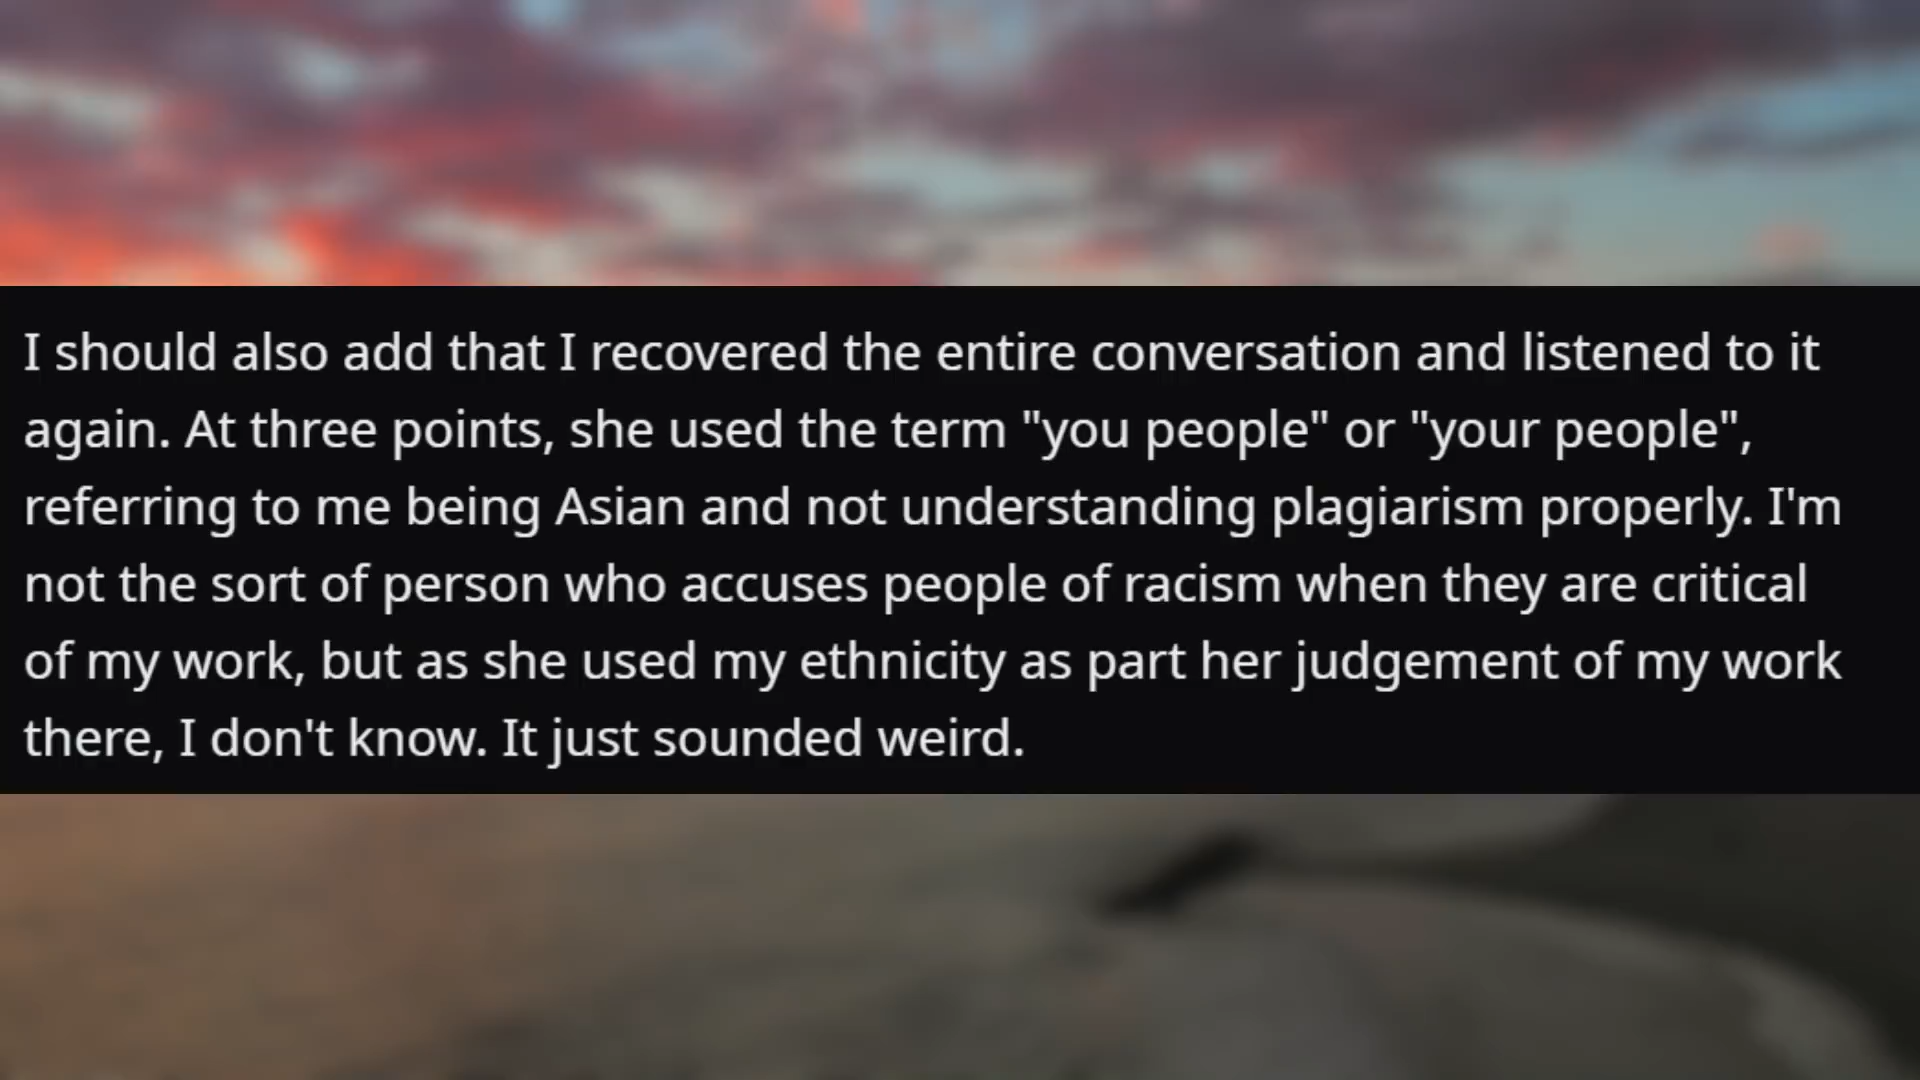 I should also add that I recovered the entire conversation and listened to it
again. At three points, she used the term "you people" or "your people",
referring to me being Asian and not understanding plagiarism properly. I'm
not the sort of person who accuses people of racism when they are critical
of my work, but as she used my ethnicity as part her judgement of my work
there, I don't know. It just sounded weird.